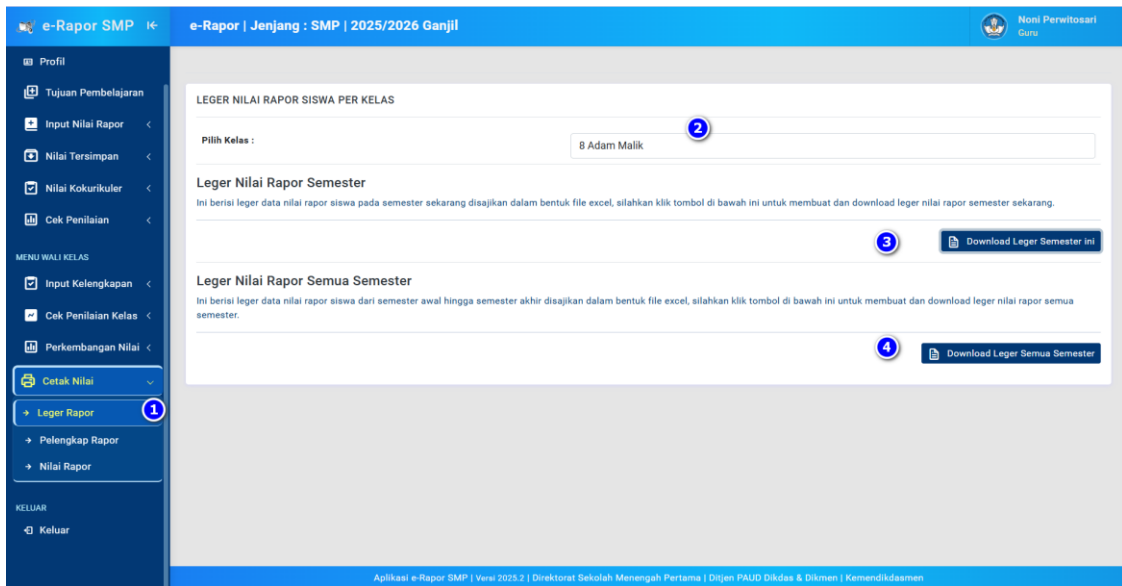 e-Rapor SMP
e-Rapor | Jenjang : SMP | 2025/2026 Ganjil
Noni Perwitosari
Guru
Profil
Tujuan Pembelajaran
Input Nilai Rapor
Nilai Tersimpan
Nilai Kokurikuler
Cek Penilaian
MENU WALI KELAS
Input Kelengkapan
Cek Penilaian Kelas
Perkembangan Nilai
Cetak Nilai
Leger Rapor
1
Pelengkap Rapor
Nilai Rapor
KELUAR
Keluar
LEGER NILAI RAPOR SISWA PER KELAS
2
Pilih Kelas :
8 Adam Malik
Leger Nilai Rapor Semester
Ini berisi leger data nilai rapor siswa pada semester sekarang disajikan dalam bentuk file excel, silahkan klik tombol di bawah ini untuk membuat dan download leger nilai rapor semester sekarang.
3
Download Leger Semester ini
Leger Nilai Rapor Semua Semester
Ini berisi leger data nilai rapor siswa dari semester awal hingga semester akhir disajikan dalam bentuk file excel, silahkan klik tombol di bawah ini untuk membuat dan download leger nilai rapor semua
semester.
4
Download Leger Semua Semester
Aplikasi e-Rapor SMP | Versi 2025.2 | Direktorat Sekolah Menengah Pertama | Ditjen PAUD Dikdas & Dikmen | Kemendikdasmen